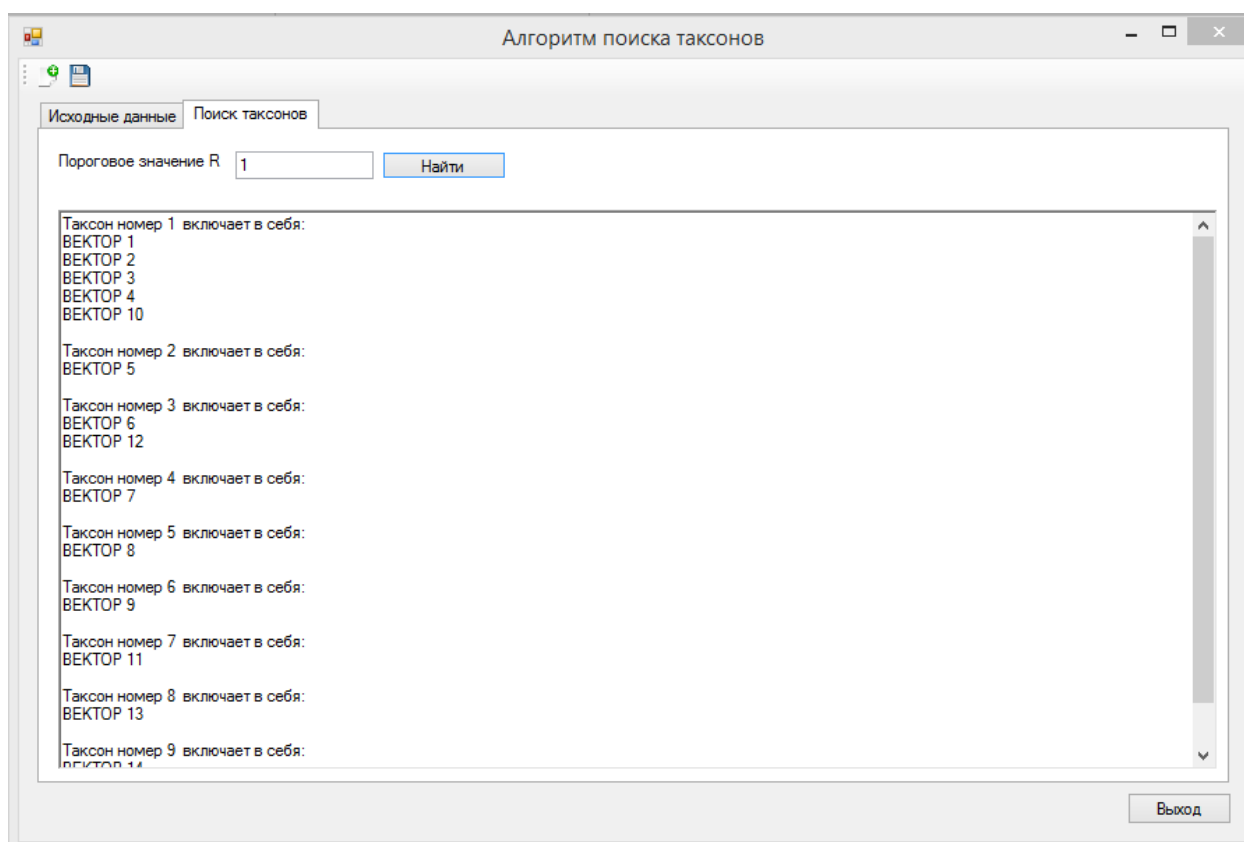 Алгоритм поиска таксонов
Исходные данные Поиск таксонов
Пороговое значение R 1 Найти
Таксон номер 1 включает в себя:
ВЕКТОР 1
ВЕКТОР 2
ВЕКТОР 3
ВЕКТОР 4
ВЕКТОР 10
Таксон номер 2 включает в себя:
ВЕКТОР 5
Таксон номер 3 включает в себя:
ВЕКТОР 6
ВЕКТОР 12
Таксон номер 4 включает в себя:
ВЕКТОР 7
Таксон номер 5 включает в себя:
ВЕКТОР 8
Таксон номер 6 включает в себя:
ВЕКТОР 9
Таксон номер 7 включает в себя:
ВЕКТОР 11
Таксон номер 8 включает в себя:
ВЕКТОР 13
Таксон номер 9 включает в себя:
ВЕКТОР 14
Выход